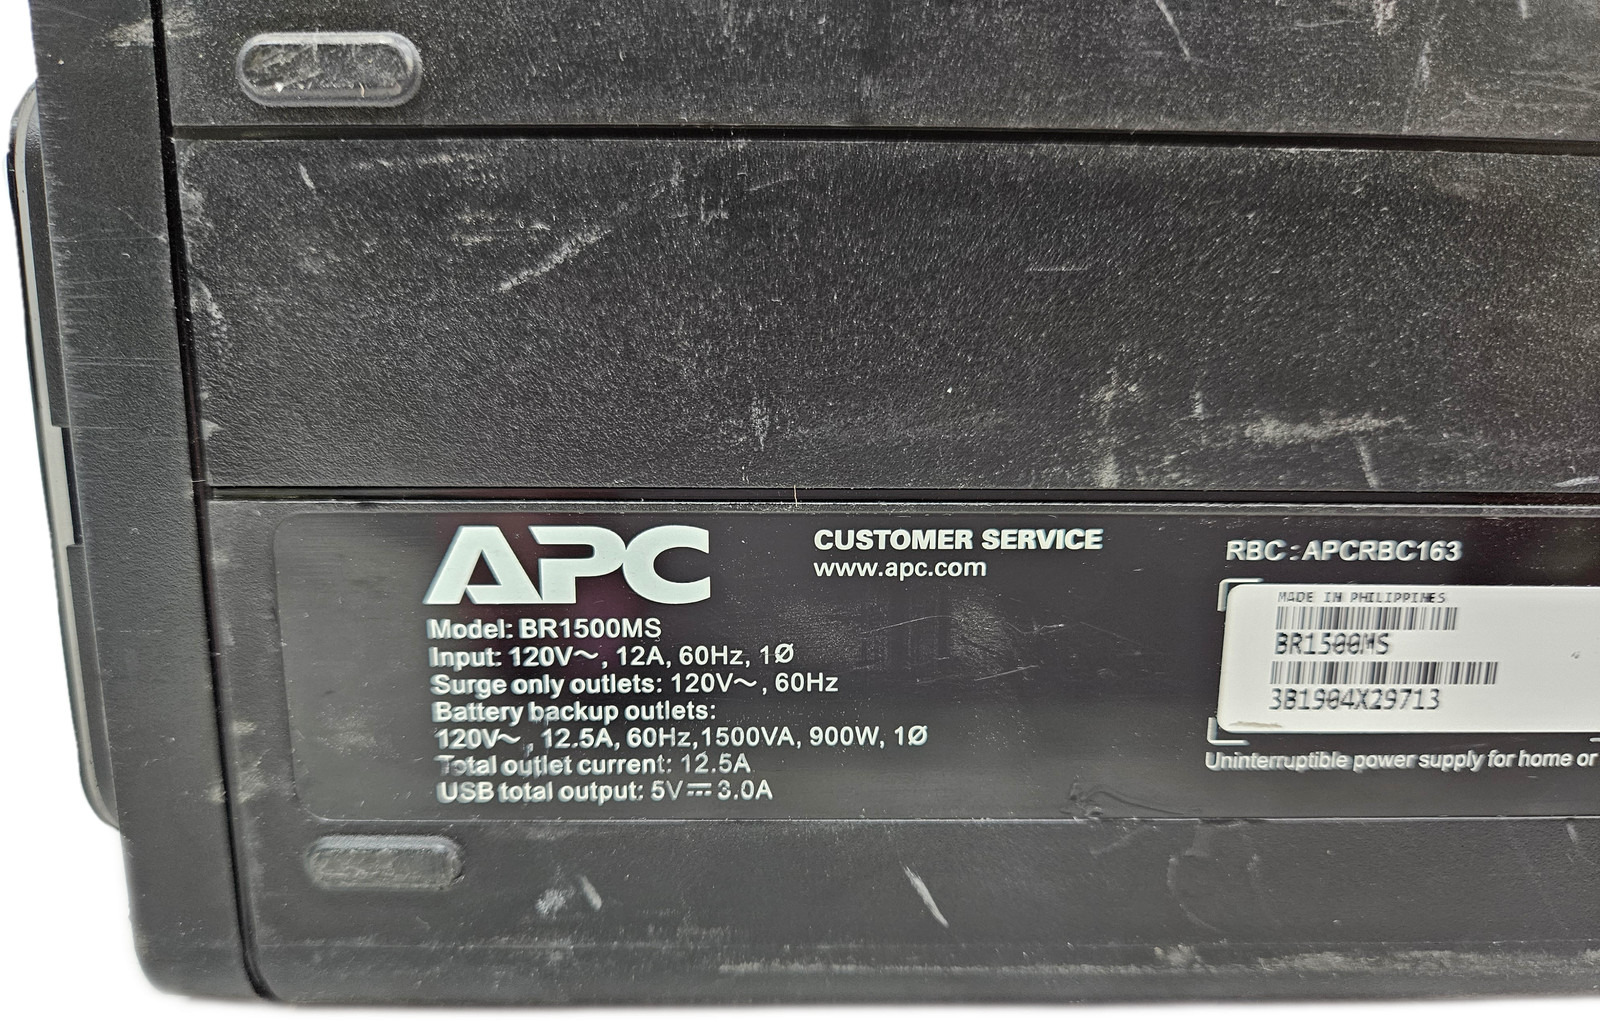 APC
Model: BR1500MS
Input: 120V~, 12A, 60Hz, 1Ø
Surge only outlets: 120V~, 60Hz
Battery backup outlets:
120V~, 12.5A, 60Hz,1500VA, 900W, 1Ø
Total outlet current: 12.5A
USB total output: 5V⎓3.0A
CUSTOMER SERVICE
www.apc.com
RBC:APCRBC163
MADE IN PHILIPPINES
BR1500MS
3B1904X29713
Uninterruptible power supply for home or